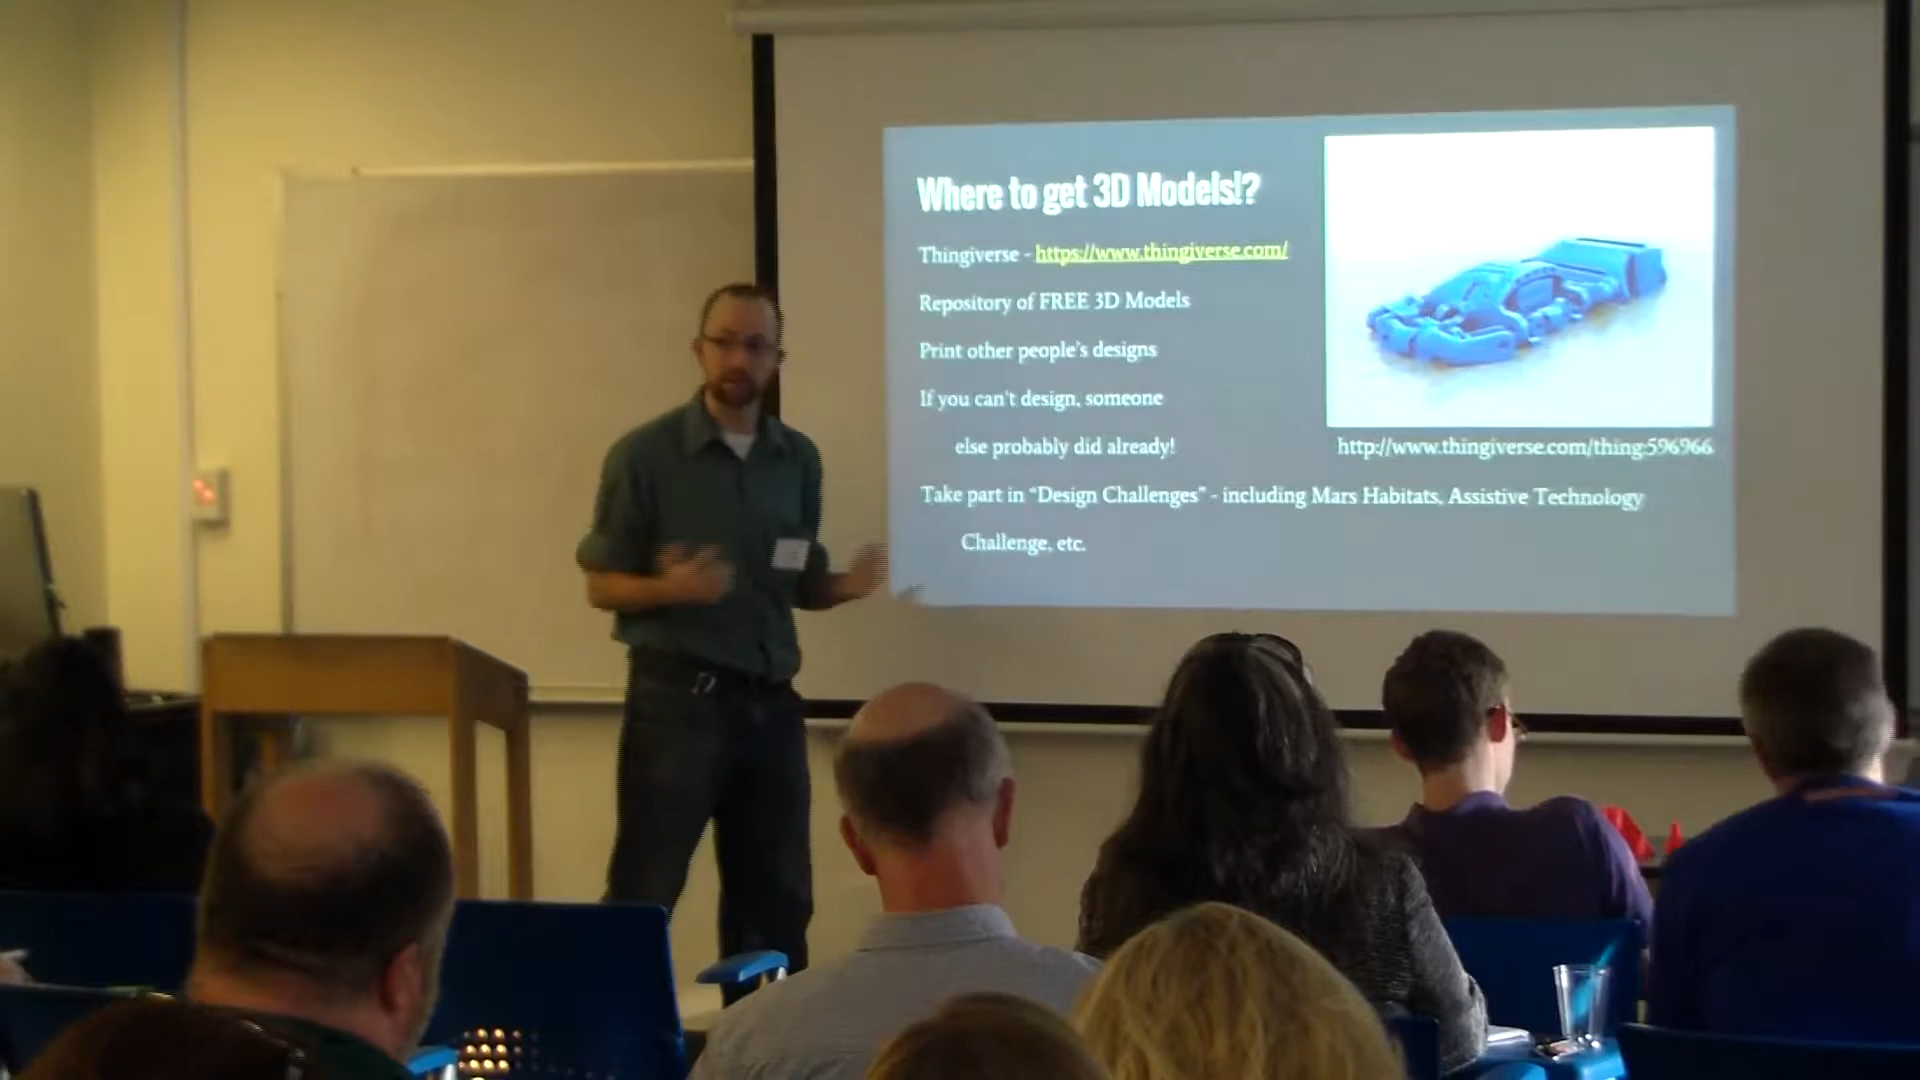 Where to get 3D Models!?
Thingiverse - https://www.thingiverse.com/
Repository of FREE 3D Models
Print other people's designs
If you can't design, someone
else probably did already!
http://www.thingiverse.com/thing:596966
Take part in "Design Challenges" - including Mars Habitats, Assistive Technology
Challenge, etc.